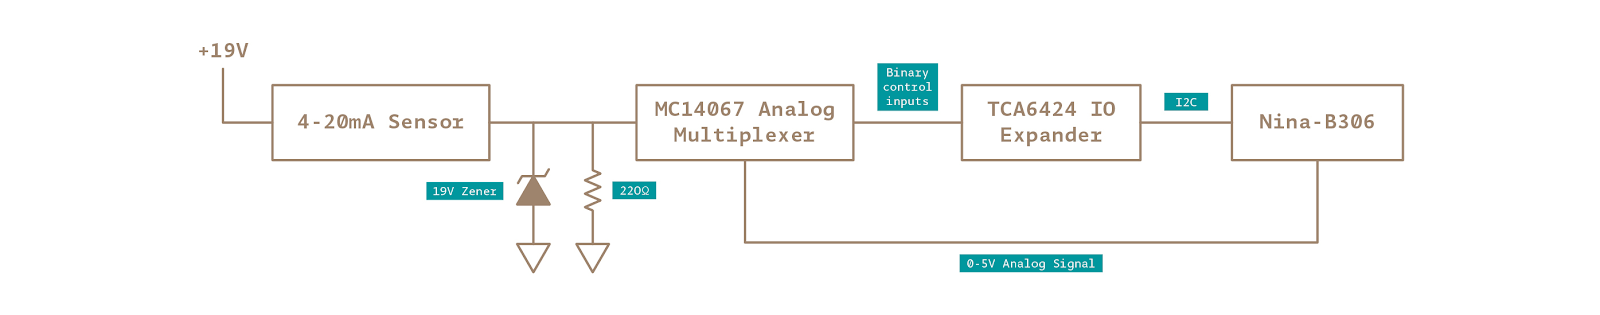 +19V
4-20mA Sensor
19V Zener
220Ω
MC14067 Analog
Multiplexer
Binary
control
inputs
TCA6424 IO
Expander
I2C
Nina-B306
0-5V Analog Signal